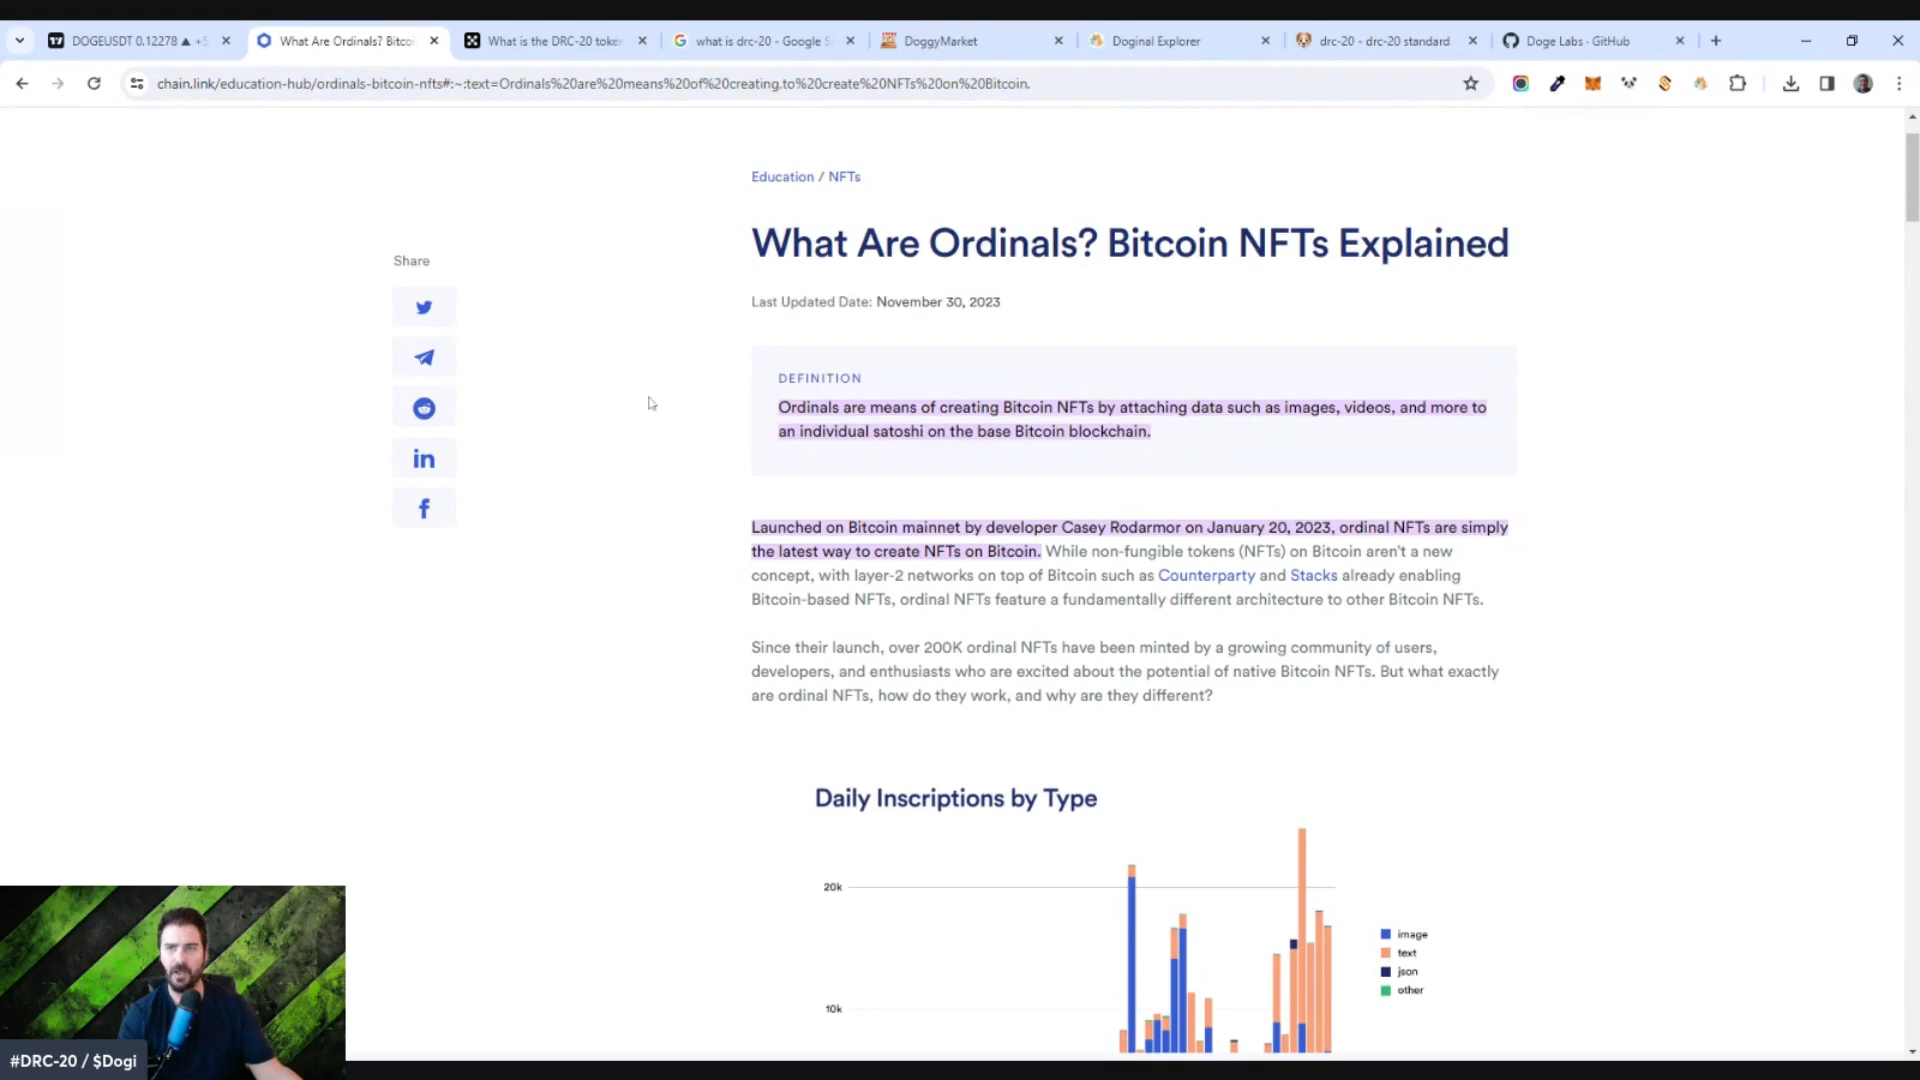 DOGEUSDT 0.12278 ▲ +5
What Are Ordinals? Bitcoi
What is the DRC-20 token
what is drc-20 - Google S
DoggyMarket
Doginal Explorer
drc-20 - drc-20 standard
Doge Labs · GitHub
chain.link/education-hub/ordinals-bitcoin-nfts#:~:text=Ordinals%20are%20means%20of%20creating,to%20create%20NFTs%20on%20Bitcoin.
Education / NFTs
What Are Ordinals? Bitcoin NFTs Explained
Share
Last Updated Date: November 30, 2023
DEFINITION
Ordinals are means of creating Bitcoin NFTs by attaching data such as images, videos, and more to
an individual satoshi on the base Bitcoin blockchain.
Launched on Bitcoin mainnet by developer Casey Rodarmor on January 20, 2023, ordinal NFTs are simply
the latest way to create NFTs on Bitcoin. While non-fungible tokens (NFTs) on Bitcoin aren't a new
concept, with layer-2 networks on top of Bitcoin such as Counterparty and Stacks already enabling
Bitcoin-based NFTs, ordinal NFTs feature a fundamentally different architecture to other Bitcoin NFTs.
Since their launch, over 200K ordinal NFTs have been minted by a growing community of users,
developers, and enthusiasts who are excited about the potential of native Bitcoin NFTs. But what exactly
are ordinal NFTs, how do they work, and why are they different?
Daily Inscriptions by Type
20k
10k
image
text
json
other
#DRC-20 / $Dogi